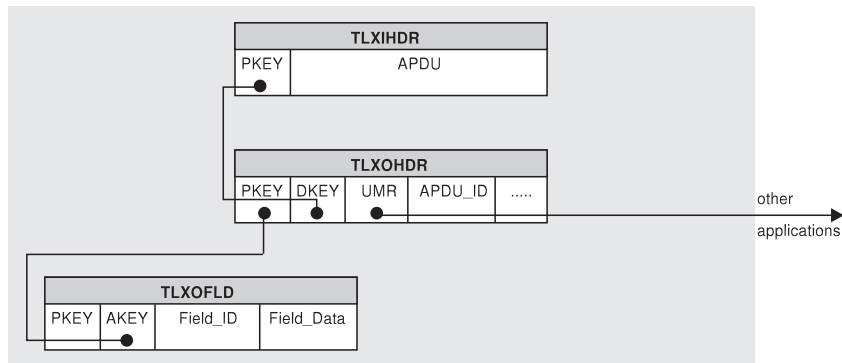 TLXIHDR
PKEY APDU
TLXOHDR
PKEY DKEY UMR APDU_ID .....
other
applications
TLXOFLD
PKEY AKEY Field_ID Field_Data